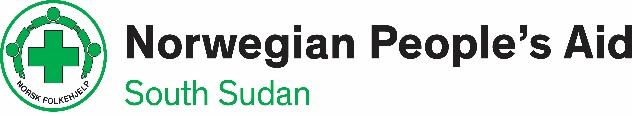 Norwegian People's Aid
South Sudan
NORSK FOLKEHJELP